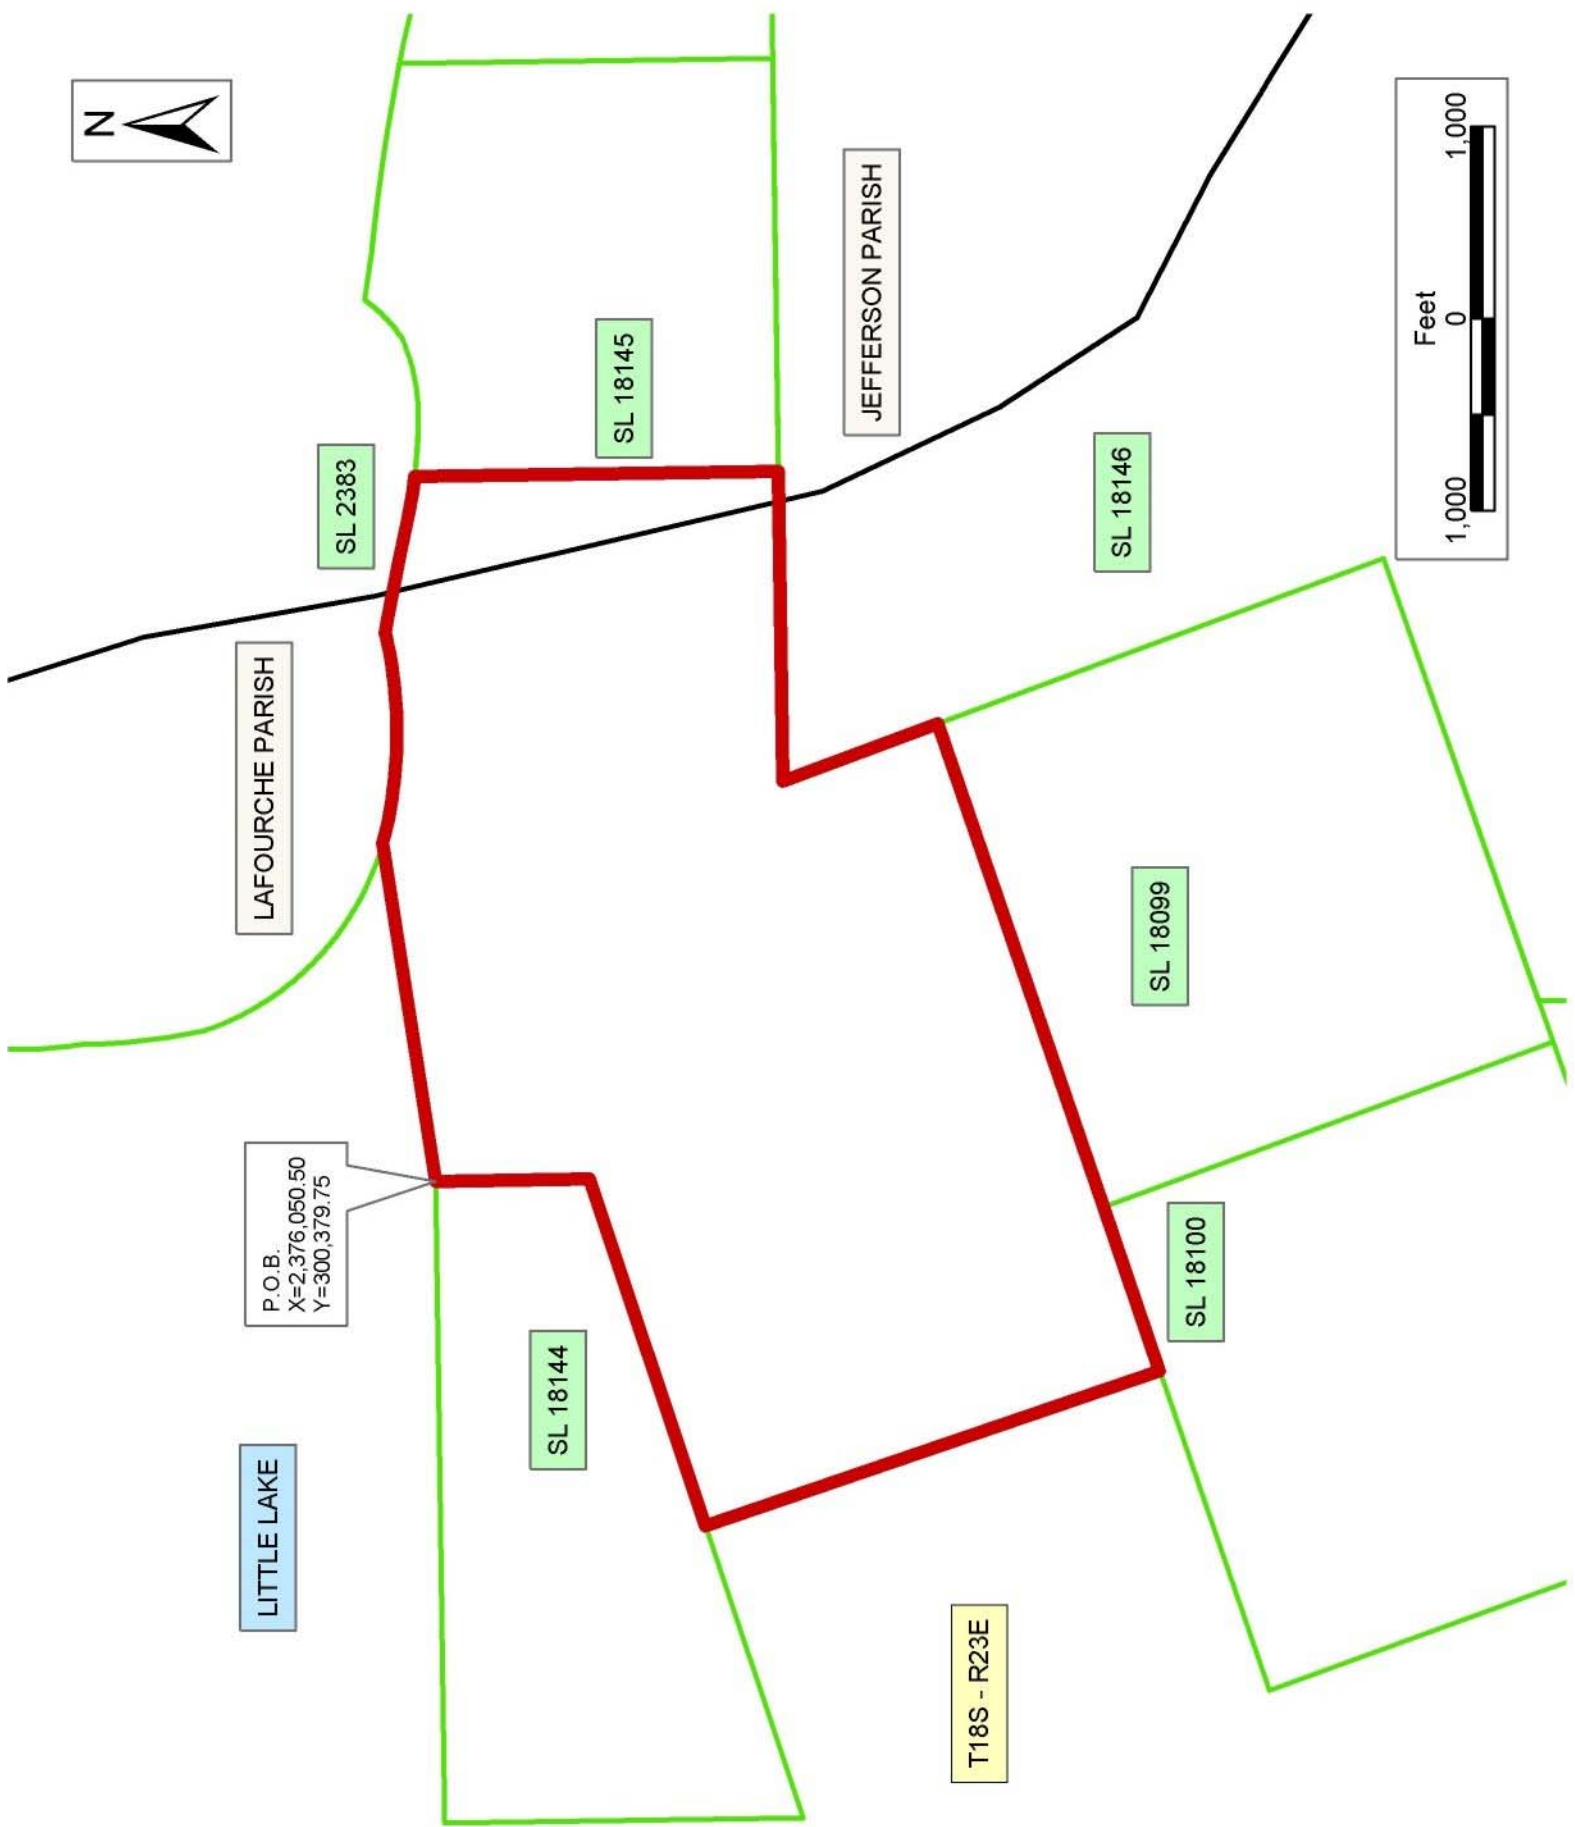 N
LITTLE LAKE
P.O.B.
X=2,376,050.50
Y=300,379.75
LAFOURCHE PARISH
SL 2383
SL 18144
SL 18145
JEFFERSON PARISH
T18S - R23E
SL 18100
SL 18099
SL 18146
Feet
1,000 0 1,000